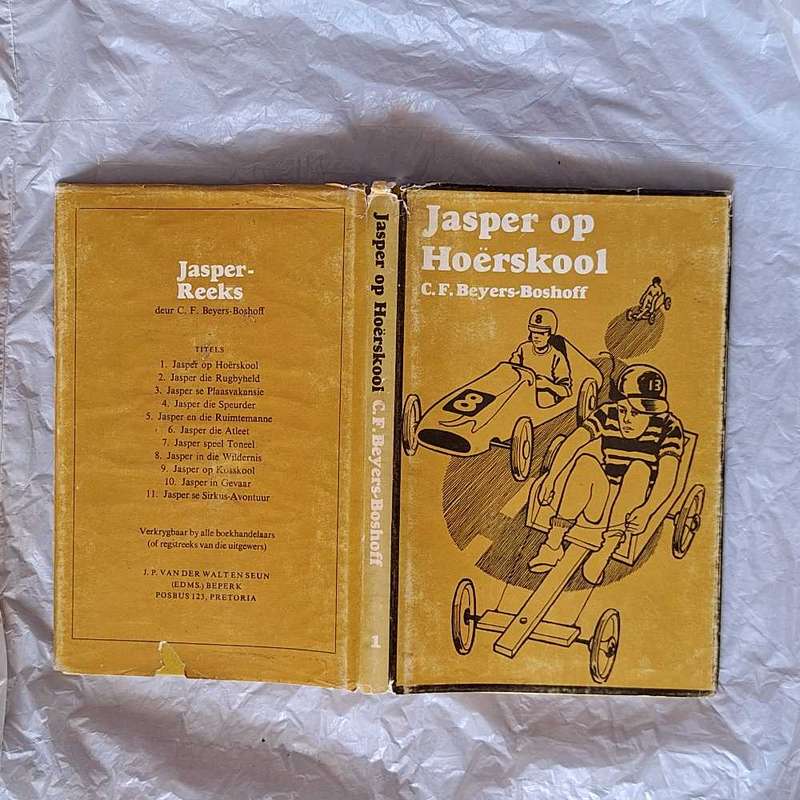 Jasper-
Reeks
deur C. F. Beyers-Boshoff
TITELS
1. Jasper op Hoërskool
2. Jasper die Rugbyheld
3. Jasper se Plaasvakansie
4. Jasper die Speurder
5. Jasper en die Ruimtemanne
6. Jasper die Atleet
7. Jasper speel Toneel
8. Jasper in die Wildernis
9. Jasper op Kosskool
10. Jasper in Gevaar
11. Jasper se Sirkus-Avontuur
Verkrygbaar by alle boekhandelaars
(of regstreeks van die uitgewers)
J. P. VAN DER WALT EN SEUN
(EDMS.) BEPERK
POSBUS 123, PRETORIA
Jasper op Hoërskool C. F. Beyers-Boshoff
1
Jasper op
Hoërskool
C. F. Beyers-Boshoff
8
8
13